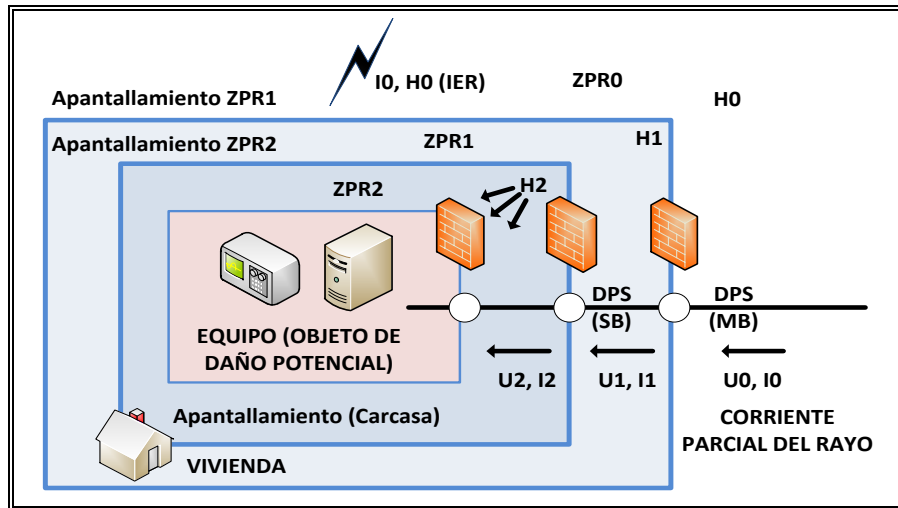 I0, H0 (IER)
ZPR0
H0
Apantallamiento ZPR1
Apantallamiento ZPR2
ZPR1
H1
ZPR2
H2
DPS
(SB)
DPS
(MB)
EQUIPO (OBJETO DE
DAÑO POTENCIAL)
U2, I2
U1, I1
U0, I0
Apantallamiento (Carcasa)
CORRIENTE
PARCIAL DEL RAYO
VIVIENDA